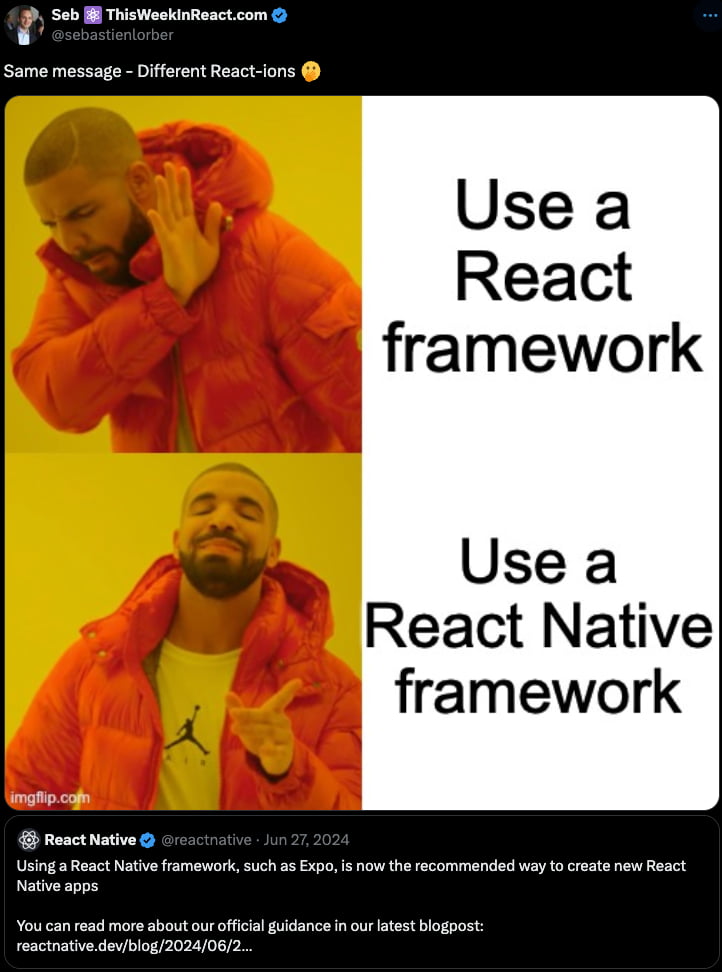 Seb ⚛️ ThisWeekInReact.com
@sebastienlorber
Same message - Different React-ions 🫢
Use a
React
framework
Use a
React Native
framework
AIR
imgflip.com
React Native @reactnative · Jun 27, 2024
Using a React Native framework, such as Expo, is now the recommended way to create new React
Native apps
You can read more about our official guidance in our latest blogpost:
reactnative.dev/blog/2024/06/2…